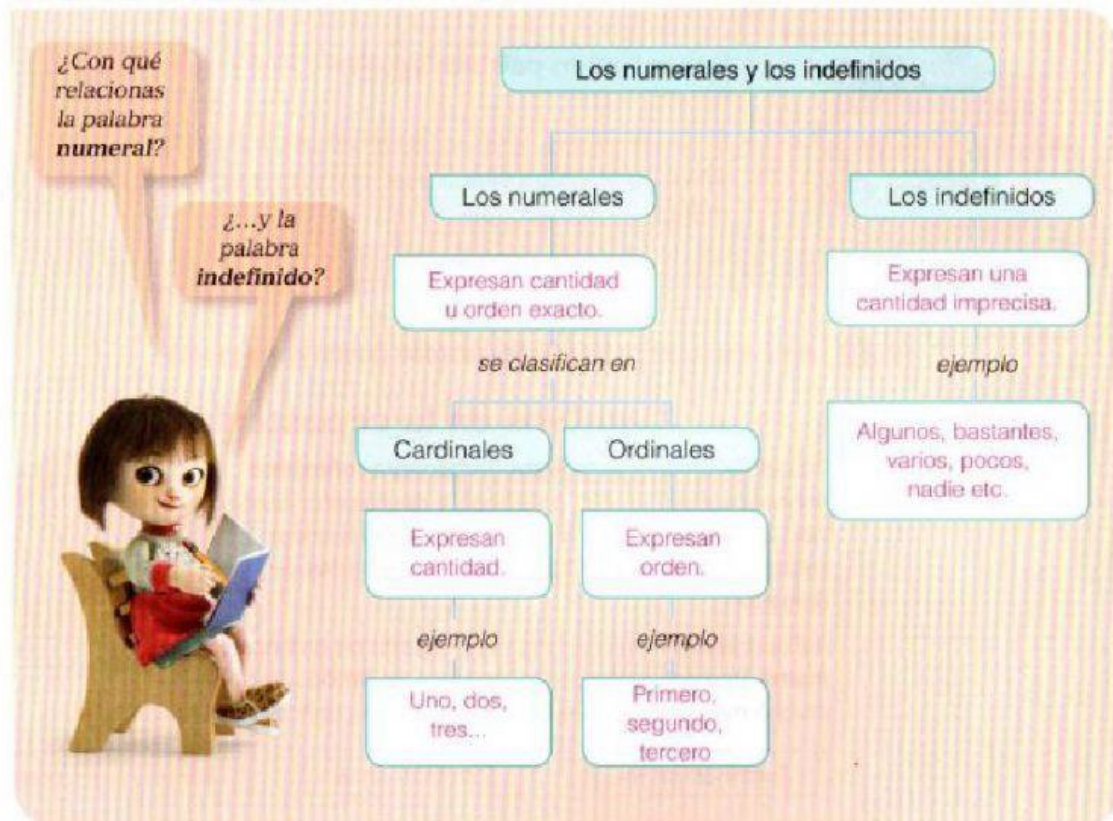 ¿Con qué
relacionas
la palabra
numeral?
¿...y la
palabra
indefinido?
Los numerales y los indefinidos
Los numerales
Expresan cantidad
u orden exacto.
se clasifican en
Cardinales
Expresan
cantidad.
ejemplo
Uno, dos,
tres...
Ordinales
Expresan
orden.
ejemplo
Primero,
segundo,
tercero
Los indefinidos
Expresan una
cantidad imprecisa.
ejemplo
Algunos, bastantes,
varios, pocos,
nadie etc.